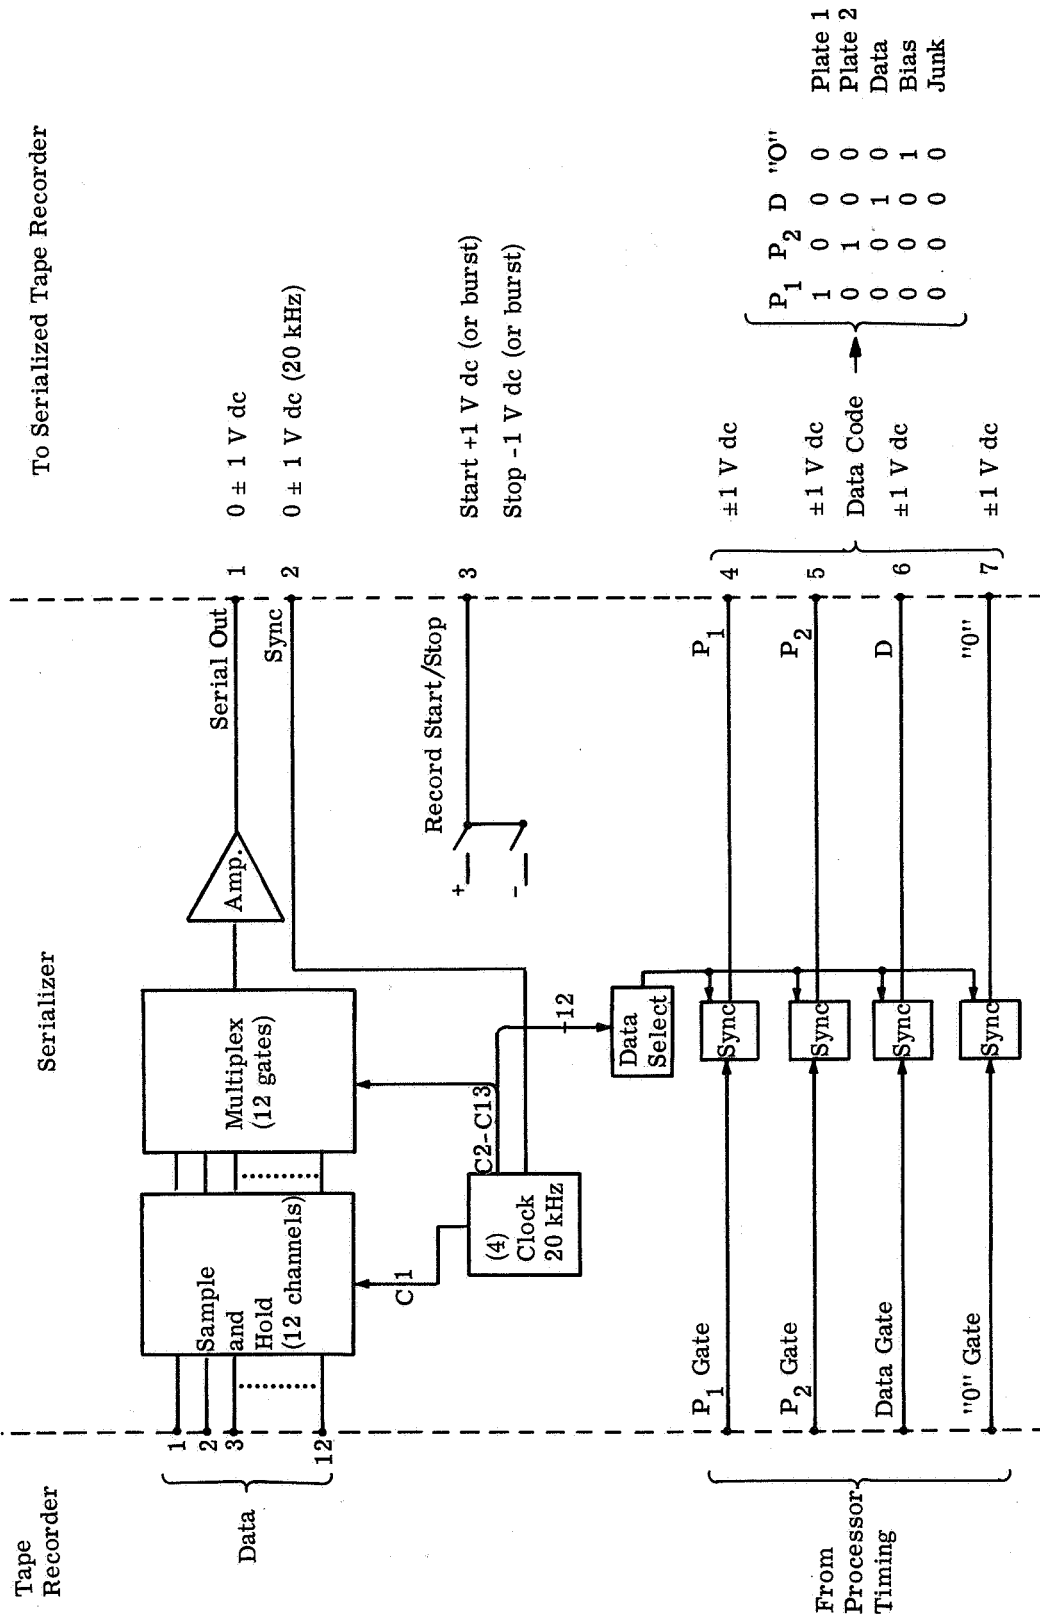 Tape
Recorder
Serializer
To Serialized Tape Recorder
Data
1
2
3
12
Sample
and
Hold
(12 channels)
Multiplex
(12 gates)
Amp.
Serial Out
1
0 ± 1 V dc
Sync
2
0 ± 1 V dc (20 kHz)
C1
(4)
Clock
20 kHz
C2-C13
-12
+
-
Record Start/Stop
3
Start +1 V dc (or burst)
Stop -1 V dc (or burst)
Data
Select
From
Processor
Timing
P1 Gate
Sync
P1
4
±1 V dc
P2 Gate
Sync
P2
5
±1 V dc
Data Code
Data Gate
Sync
D
6
±1 V dc
"0" Gate
Sync
"0"
7
±1 V dc
P1 P2 D "O"
1 0 0 0 Plate 1
0 1 0 0 Plate 2
0 0 1 0 Data
0 0 0 1 Bias
0 0 0 0 Junk